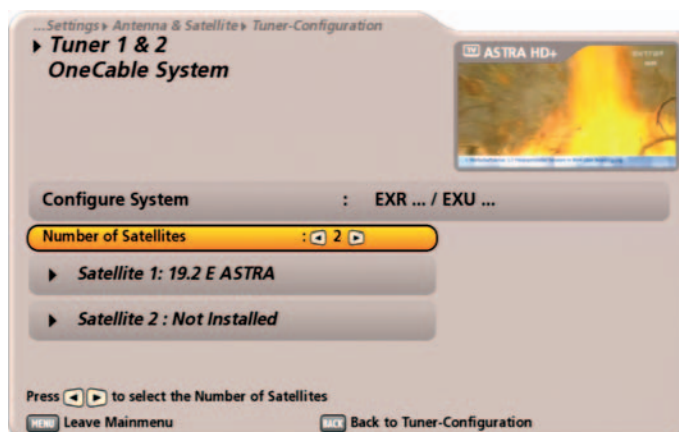 ...Settings▸ Antenna & Satellite▸ Tuner-Configuration
▸ Tuner 1 & 2
OneCable System
TV ASTRA HD+
Configure System : EXR ... / EXU ...
Number of Satellites : ◂ 2 ▸
▸ Satellite 1: 19.2 E ASTRA
▸ Satellite 2 : Not Installed
Press ◂ ▸ to select the Number of Satellites
MENU Leave Mainmenu BACK Back to Tuner-Configuration